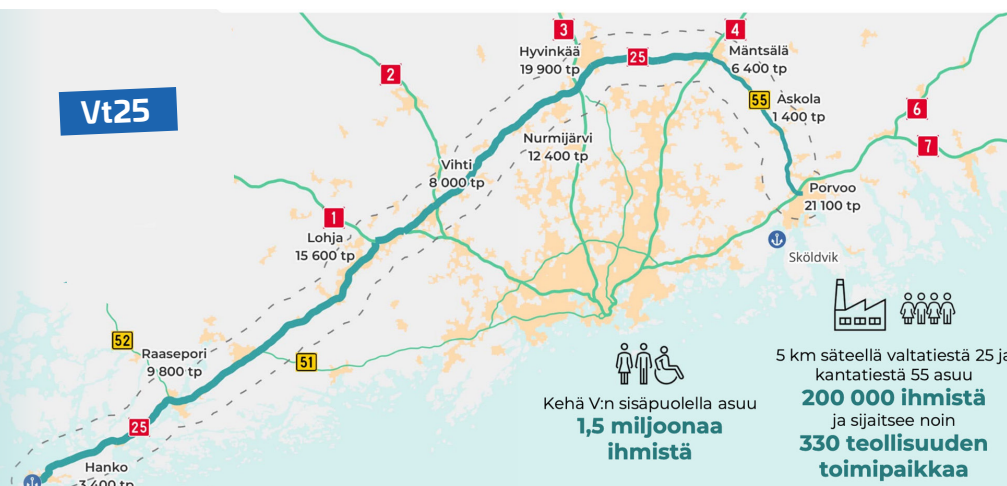 Vt25
3
4
Hyvinkää
19 900 tp
25
Mäntsälä
6 400 tp
2
55
Askola
1 400 tp
6
7
Nurmijärvi
12 400 tp
Vihti
8 000 tp
Porvoo
21 100 tp
1
Lohja
15 600 tp
Sköldvik
52
Raasepori
9 800 tp
51
25
Hanko
3 400 tp
Kehä V:n sisäpuolella asuu
1,5 miljoonaa
ihmistä
5 km säteellä valtatiestä 25 ja
kantatiestä 55 asuu
200 000 ihmistä
ja sijaitsee noin
330 teollisuuden
toimipaikkaa